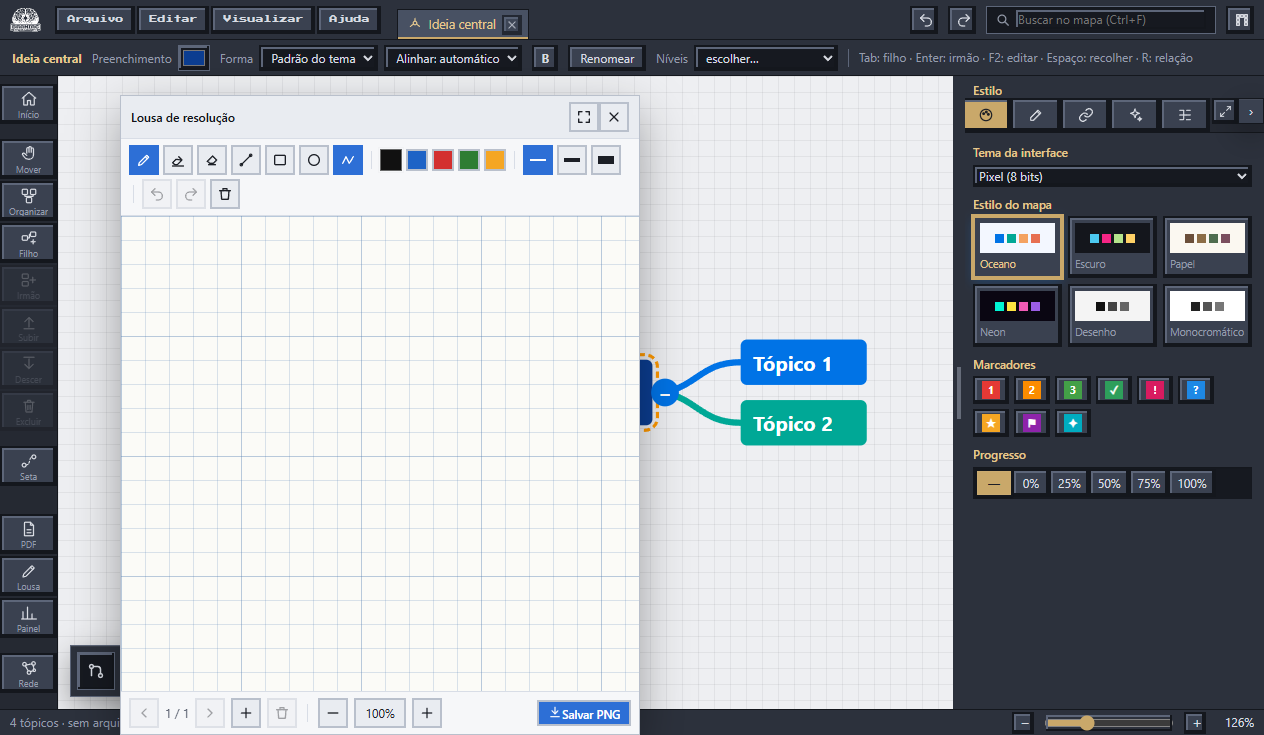 Arquivo
Editar
Visualizar
Ajuda
Ideia central
Buscar no mapa (Ctrl+F)
Ideia central
Preenchimento
Forma
Padrão do tema
Alinhar: automático
B
Renomear
Níveis
escolher...
Tab: filho · Enter: irmão · F2: editar · Espaço: recolher · R: relação
Início
Mover
Organizar
Filho
Irmão
Subir
Descer
Excluir
Seta
PDF
Lousa
Painel
Rede
Lousa de resolução
1 / 1
100%
Salvar PNG
Tópico 1
Tópico 2
Estilo
Tema da interface
Pixel (8 bits)
Estilo do mapa
Oceano
Escuro
Papel
Neon
Desenho
Monocromático
Marcadores
1
2
3
!
?
Progresso
—
0%
25%
50%
75%
100%
4 tópicos · sem arqui
126%